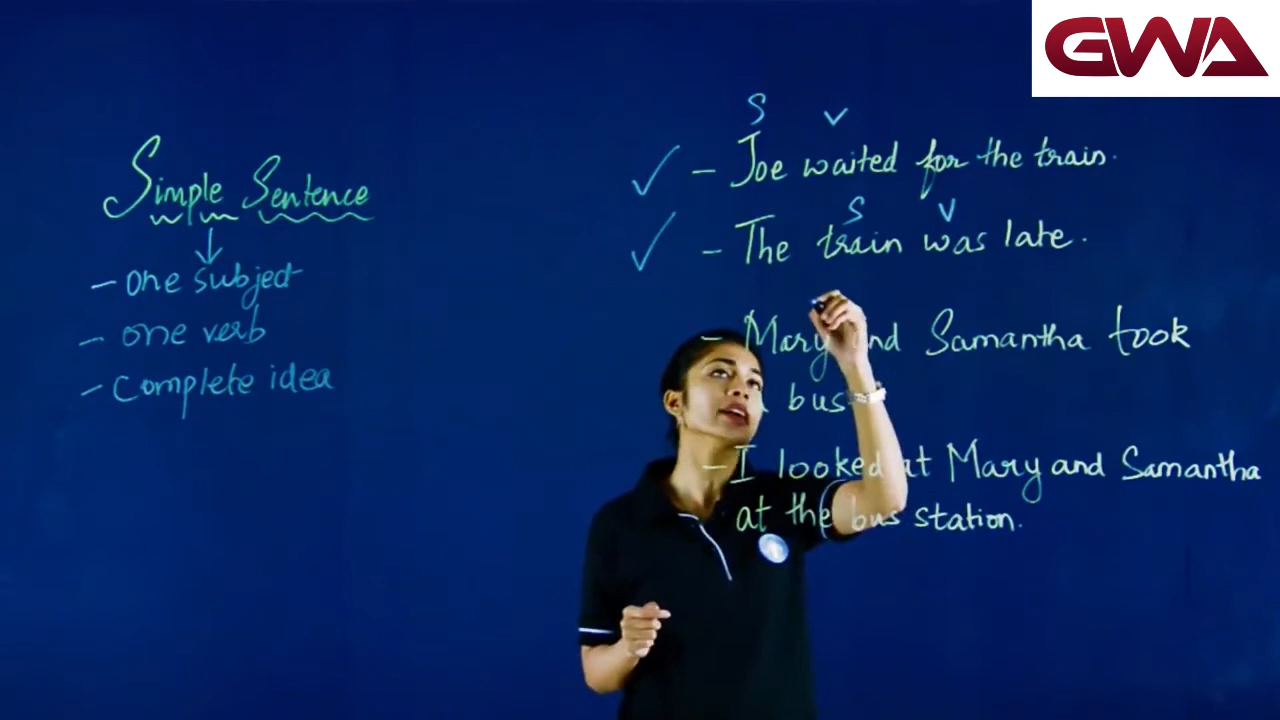 GWA
Simple Sentence
- one subject
- one verb
- complete idea
S V
✓ - Joe waited for the train.
S V
✓ - The train was late.
- Mary and Samantha took
bus
- I looked at Mary and Samantha
at the bus station.